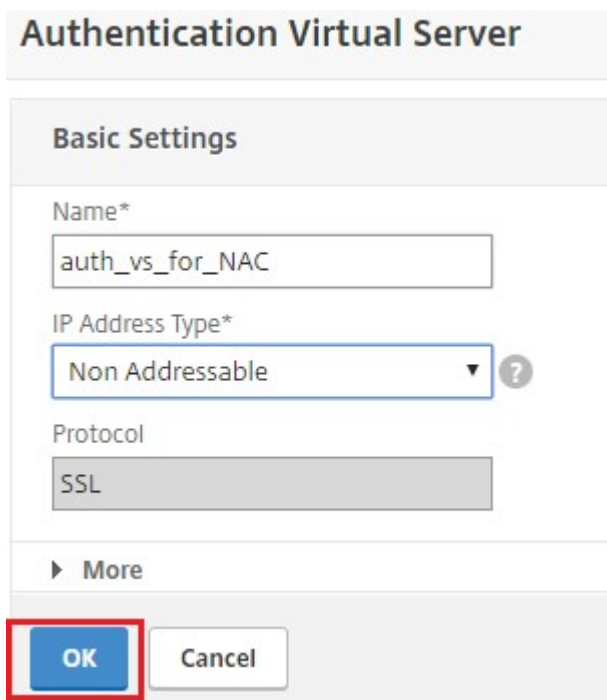 Authentication Virtual Server
Basic Settings
Name*
auth_vs_for_NAC
IP Address Type*
Non Addressable
?
Protocol
SSL
More
OK Cancel